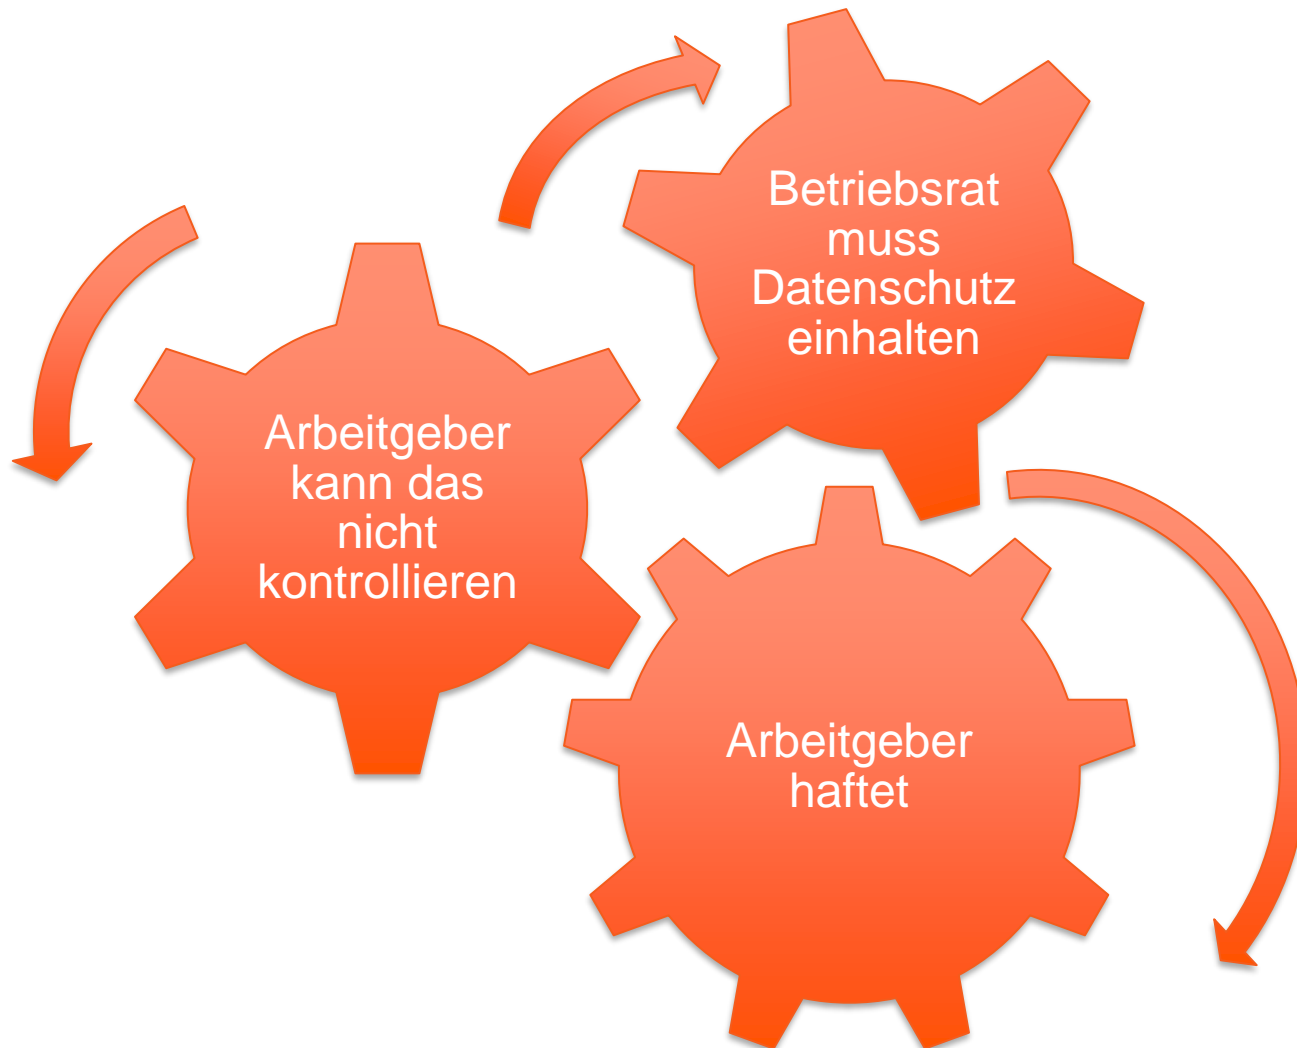 Betriebsrat
muss
Datenschutz
einhalten
Arbeitgeber
kann das
nicht
kontrollieren
Arbeitgeber
haftet